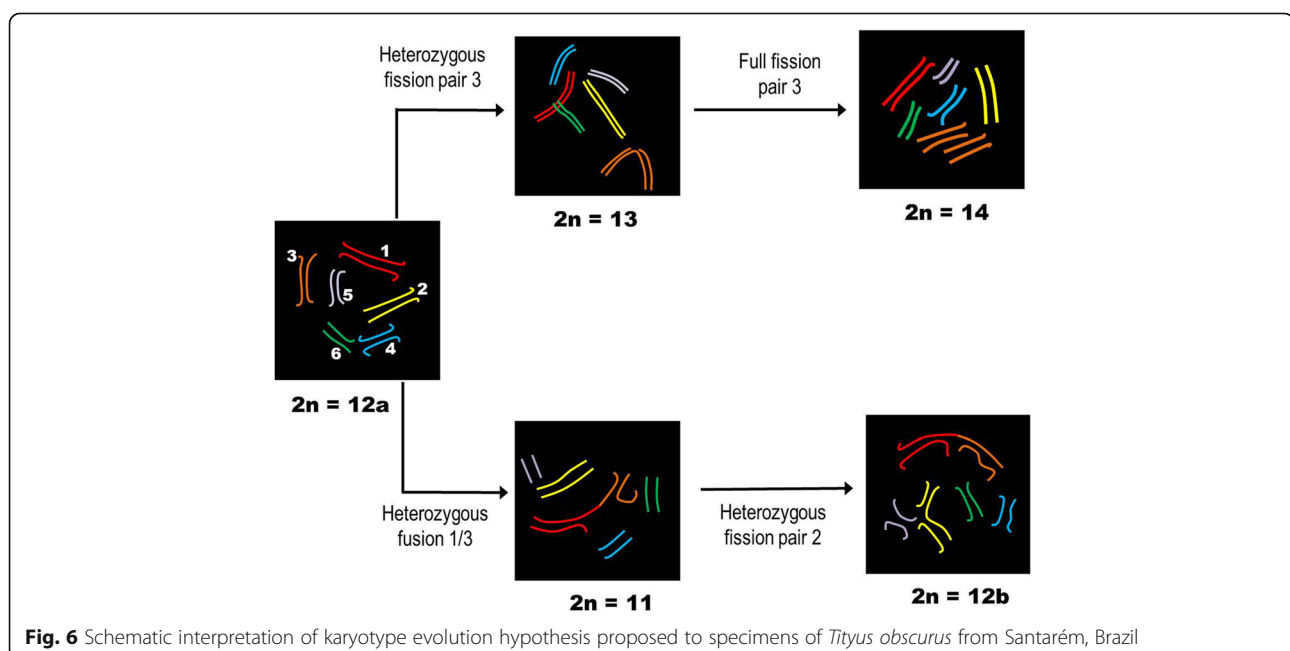 Heterozygous
fission pair 3
Full fission
pair 3
2n = 13
2n = 14
3
1
5
2
6
4
2n = 12a
Heterozygous
fusion 1/3
Heterozygous
fission pair 2
2n = 11
2n = 12b
Fig. 6 Schematic interpretation of karyotype evolution hypothesis proposed to specimens of Tityus obscurus from Santarém, Brazil